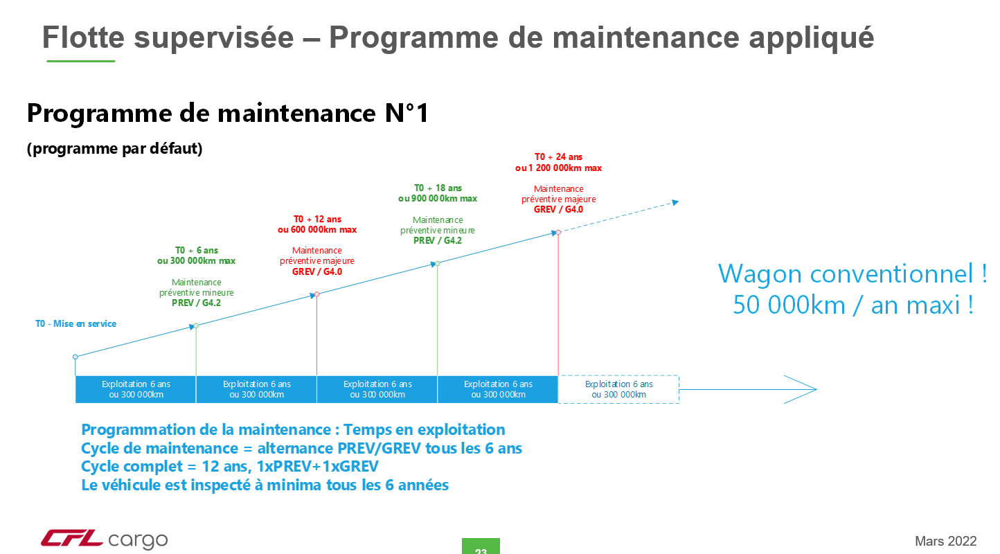 Flotte supervisée – Programme de maintenance appliqué
Programme de maintenance N°1
(programme par défaut)
T0 + 24 ans
ou 1 200 000km max
Maintenance
préventive majeure
GREV / G4.0
T0 + 18 ans
ou 900 000km max
Maintenance
préventive mineure
PREV / G4.2
T0 + 12 ans
ou 600 000km max
Maintenance
préventive majeure
GREV / G4.0
T0 + 6 ans
ou 300 000km max
Maintenance
préventive mineure
PREV / G4.2
T0 - Mise en service
Wagon conventionnel !
50 000km / an maxi !
Exploitation 6 ans
ou 300 000km
Exploitation 6 ans
ou 300 000km
Exploitation 6 ans
ou 300 000km
Exploitation 6 ans
ou 300 000km
Exploitation 6 ans
ou 300 000km
Programmation de la maintenance : Temps en exploitation
Cycle de maintenance = alternance PREV/GREV tous les 6 ans
Cycle complet = 12 ans, 1xPREV+1xGREV
Le véhicule est inspecté à minima tous les 6 années
CFL cargo
23
Mars 2022